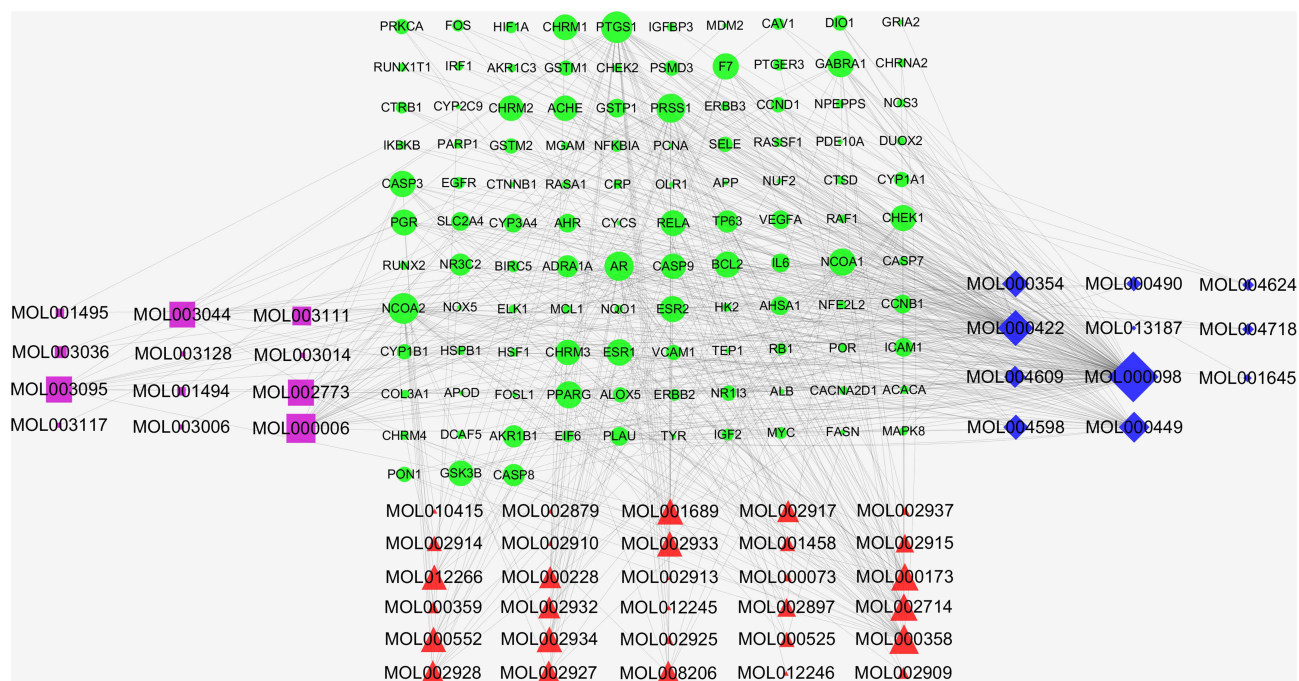 PRKCA FOS HIF1A CHRM1 PTGS1 IGFBP3 MDM2 CAV1 DIO1 GRIA2
RUNX1T1 IRF1 AKR1C3 GSTM1 CHEK2 PSMD3 F7 PTGER3 GABRA1 CHRNA2
CTRB1 CYP2C9 CHRM2 ACHE GSTP1 PRSS1 ERBB3 CCND1 NPEPPS NOS3
IKBKB PARP1 GSTM2 MGAM NFKBIA PCNA SELE RASSF1 PDE10A DUOX2
CASP3 EGFR CTNNB1 RASA1 CRP OLR1 APP NUF2 CTSD CYP1A1
PGR SLC2A4 CYP3A4 AHR CYCS RELA TP63 VEGFA RAF1 CHEK1
RUNX2 NR3C2 BIRC5 ADRA1A AR CASP9 BCL2 IL6 NCOA1 CASP7
MOL000354 MOL000490 MOL004624
MOL001495 MOL003044 MOL003111 NCOA2 NOX5 ELK1 MCL1 NQO1 ESR2 HK2 AHSA1 NFE2L2 CCNB1
MOL000422 MOL013187 MOL004718
MOL003036 MOL003128 MOL003014 CYP1B1 HSPB1 HSF1 CHRM3 ESR1 VCAM1 TEP1 RB1 POR ICAM1
MOL004609 MOL000098 MOL001645
MOL003095 MOL001494 MOL002773 COL3A1 APOD FOSL1 PPARG ALOX5 ERBB2 NR1I3 ALB CACNA2D1 ACACA
MOL003117 MOL003006 MOL000006 CHRM4 DCAF5 AKR1B1 EIF6 PLAU TYR IGF2 MYC FASN MAPK8 MOL004598 MOL000449
PON1 GSK3B CASP8
MOL010415 MOL002879 MOL001689 MOL002917 MOL002937
MOL002914 MOL002910 MOL002933 MOL001458 MOL002915
MOL012266 MOL000228 MOL002913 MOL000073 MOL000173
MOL000359 MOL002932 MOL012245 MOL002897 MOL002714
MOL000552 MOL002934 MOL002925 MOL000525 MOL000358
MOL002928 MOL002927 MOL008206 MOL012246 MOL002909